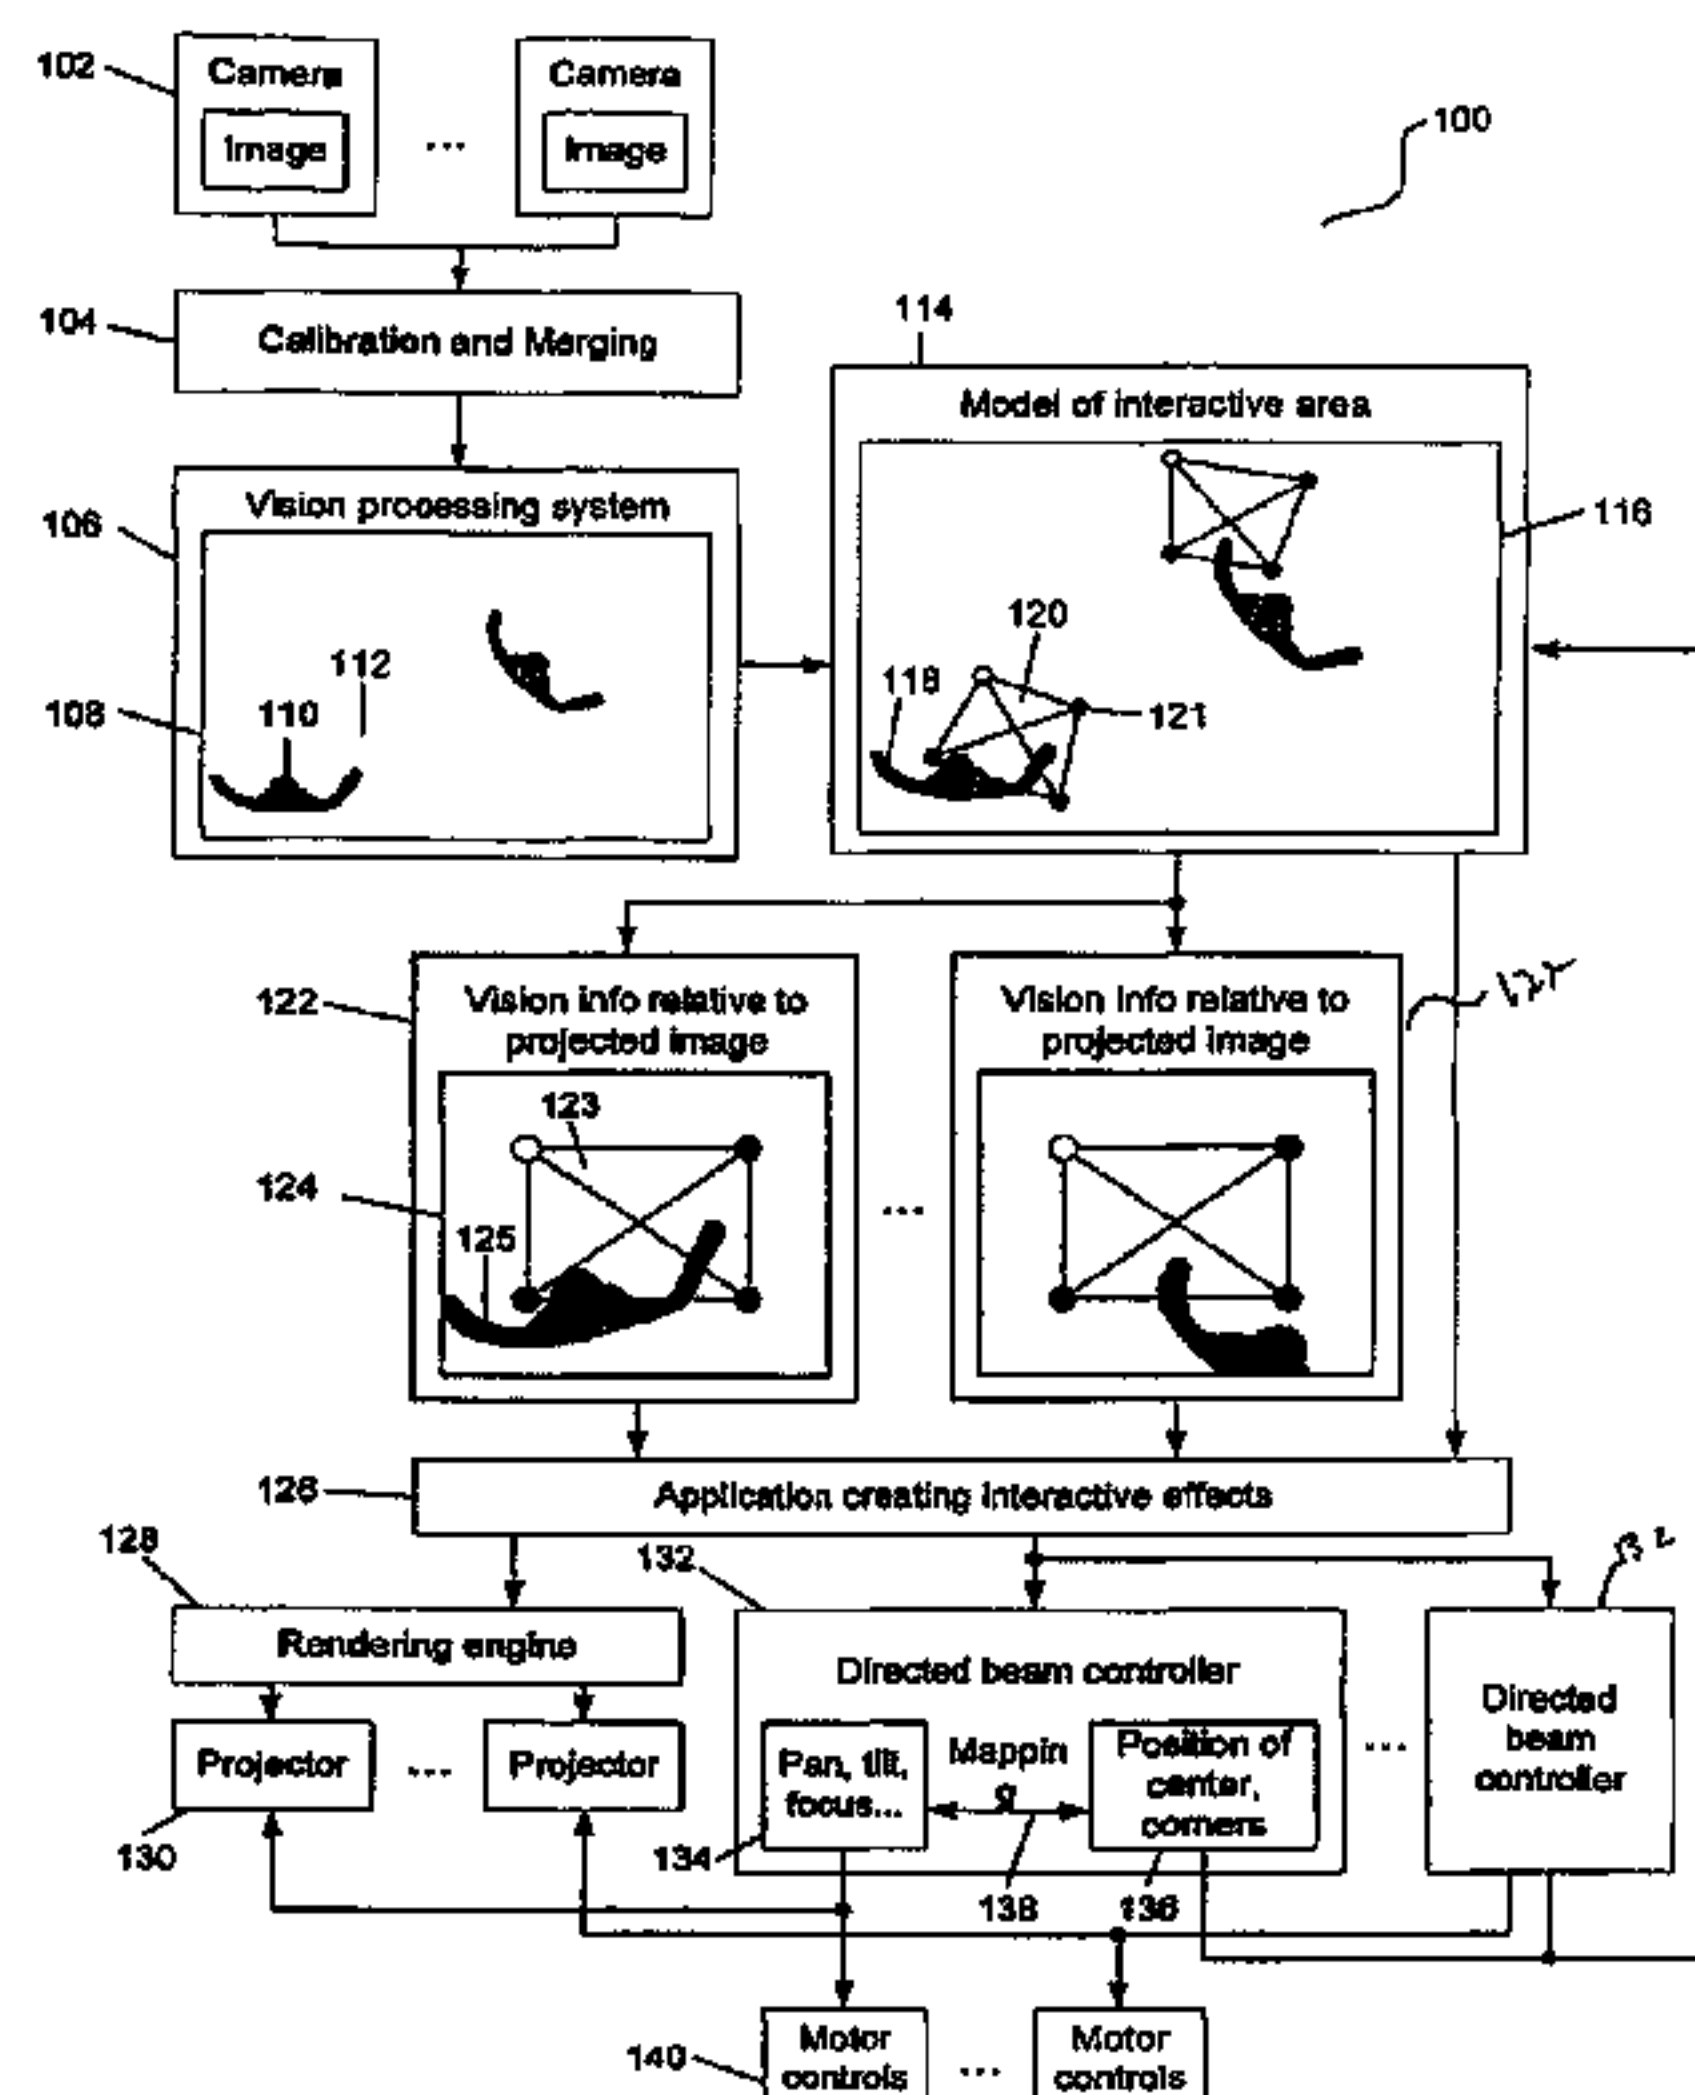 102
Camera
Image
...
Camera
Image
100
104
Calibration and Merging
114
Model of interactive area
116
120
118
121
106
Vision processing system
108
110
112
122
Vision info relative to
projected image
123
124
125
...
Vision info relative to
projected image
122
126
Application creating interactive effects
128
Rendering engine
Projector
...
Projector
130
132
Directed beam controller
Pan, tilt,
focus...
134
Mappin
g
138
Position of
center,
corners
136
...
132
Directed
beam
controller
140
Motor
controls
...
Motor
controls